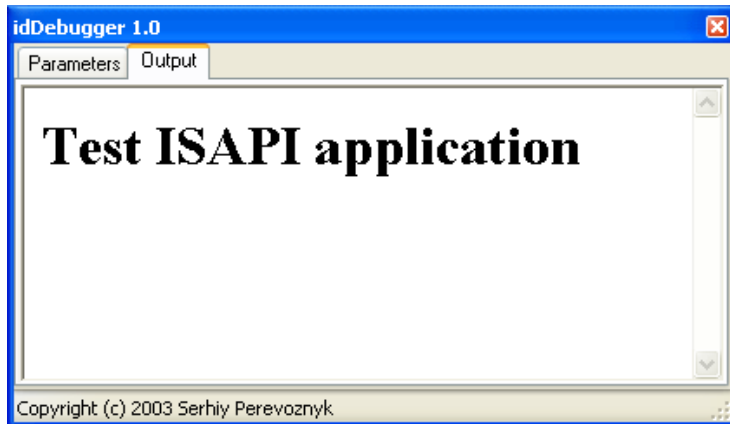 idDebugger 1.0
Parameters Output
Test ISAPI application
Copyright (c) 2003 Serhiy Perevoznyk